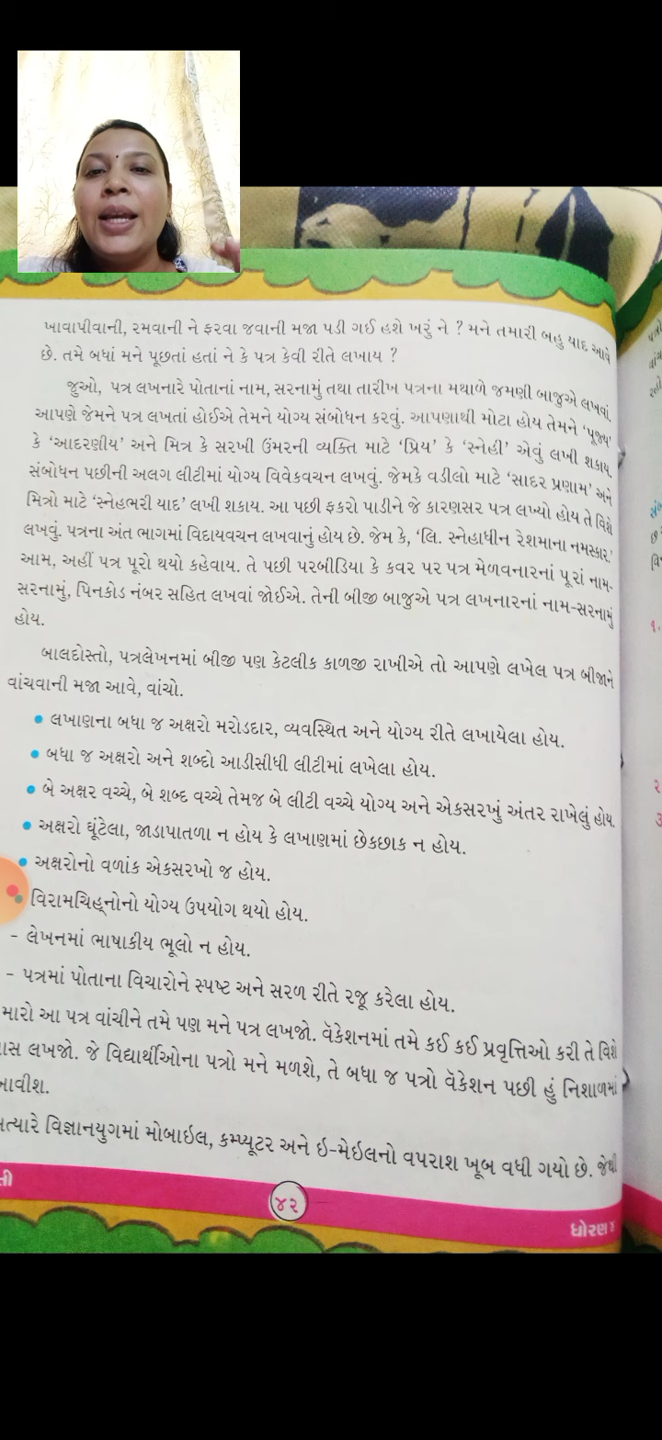 ખાવાપીવાની, રમવાની ને ફરવા જવાની મજા પડી ગઈ હશે ખરું ને ? મને તમારી બહુ યાદ આવે
છે. તમે બધાં મને પૂછતાં હતાં ને કે પત્ર કેવી રીતે લખાય ?
જુઓ, પત્ર લખનારે પોતાનાં નામ, સરનામું તથા તારીખ પત્રના મથાળે જમણી બાજુએ લખવાં.
આપણે જેમને પત્ર લખતાં હોઈએ તેમને યોગ્ય સંબોધન કરવું. આપણાથી મોટા હોય તેમને ‘પૂજ્ય’
કે ‘આદરણીય’ અને મિત્ર કે સરખી ઉંમરની વ્યક્તિ માટે ‘પ્રિય’ કે ‘સ્નેહી’ એવું લખી શકાય.
સંબોધન પછીની અલગ લીટીમાં યોગ્ય વિવેકવચન લખવું. જેમકે વડીલો માટે ‘સાદર પ્રણામ’ અને
મિત્રો માટે ‘સ્નેહભરી યાદ’ લખી શકાય. આ પછી ફકરો પાડીને જે કારણસર પત્ર લખ્યો હોય તે વિશે
લખવું. પત્રના અંત ભાગમાં વિદાયવચન લખવાનું હોય છે. જેમ કે, ‘લિ. સ્નેહાધીન રેશમાના નમસ્કાર.’
આમ, અહીં પત્ર પૂરો થયો કહેવાય. તે પછી પરબીડિયા કે કવર પર પત્ર મેળવનારનાં પૂરાં નામ-
સરનામું, પિનકોડ નંબર સહિત લખવાં જોઈએ. તેની બીજી બાજુએ પત્ર લખનારનાં નામ-સરનામું
હોય.
બાલદોસ્તો, પત્રલેખનમાં બીજી પણ કેટલીક કાળજી રાખીએ તો આપણે લખેલ પત્ર બીજાને
વાંચવાની મજા આવે, વાંચો.
• લખાણના બધા જ અક્ષરો મરોડદાર, વ્યવસ્થિત અને યોગ્ય રીતે લખાયેલા હોય.
• બધા જ અક્ષરો અને શબ્દો આડીસીધી લીટીમાં લખેલા હોય.
• બે અક્ષર વચ્ચે, બે શબ્દ વચ્ચે તેમજ બે લીટી વચ્ચે યોગ્ય અને એકસરખું અંતર રાખેલું હોય.
• અક્ષરો ઘૂંટેલા, જાડાપાતળા ન હોય કે લખાણમાં છેકછાક ન હોય.
• અક્ષરોનો વળાંક એકસરખો જ હોય.
• વિરામચિહ્નોનો યોગ્ય ઉપયોગ થયો હોય.
- લેખનમાં ભાષાકીય ભૂલો ન હોય.
- પત્રમાં પોતાના વિચારોને સ્પષ્ટ અને સરળ રીતે રજૂ કરેલા હોય.
મારો આ પત્ર વાંચીને તમે પણ મને પત્ર લખજો. વૅકેશનમાં તમે કઈ કઈ પ્રવૃત્તિઓ કરી તે વિશે
લખજો. જે વિદ્યાર્થીઓના પત્રો મને મળશે, તે બધા જ પત્રો વૅકેશન પછી હું નિશાળમાં
અત્યારે વિજ્ઞાનયુગમાં મોબાઇલ, કમ્પ્યૂટર અને ઇ-મેઇલનો વપરાશ ખૂબ વધી ગયો છે. જેથી
૪૨
ધોરણ ૪